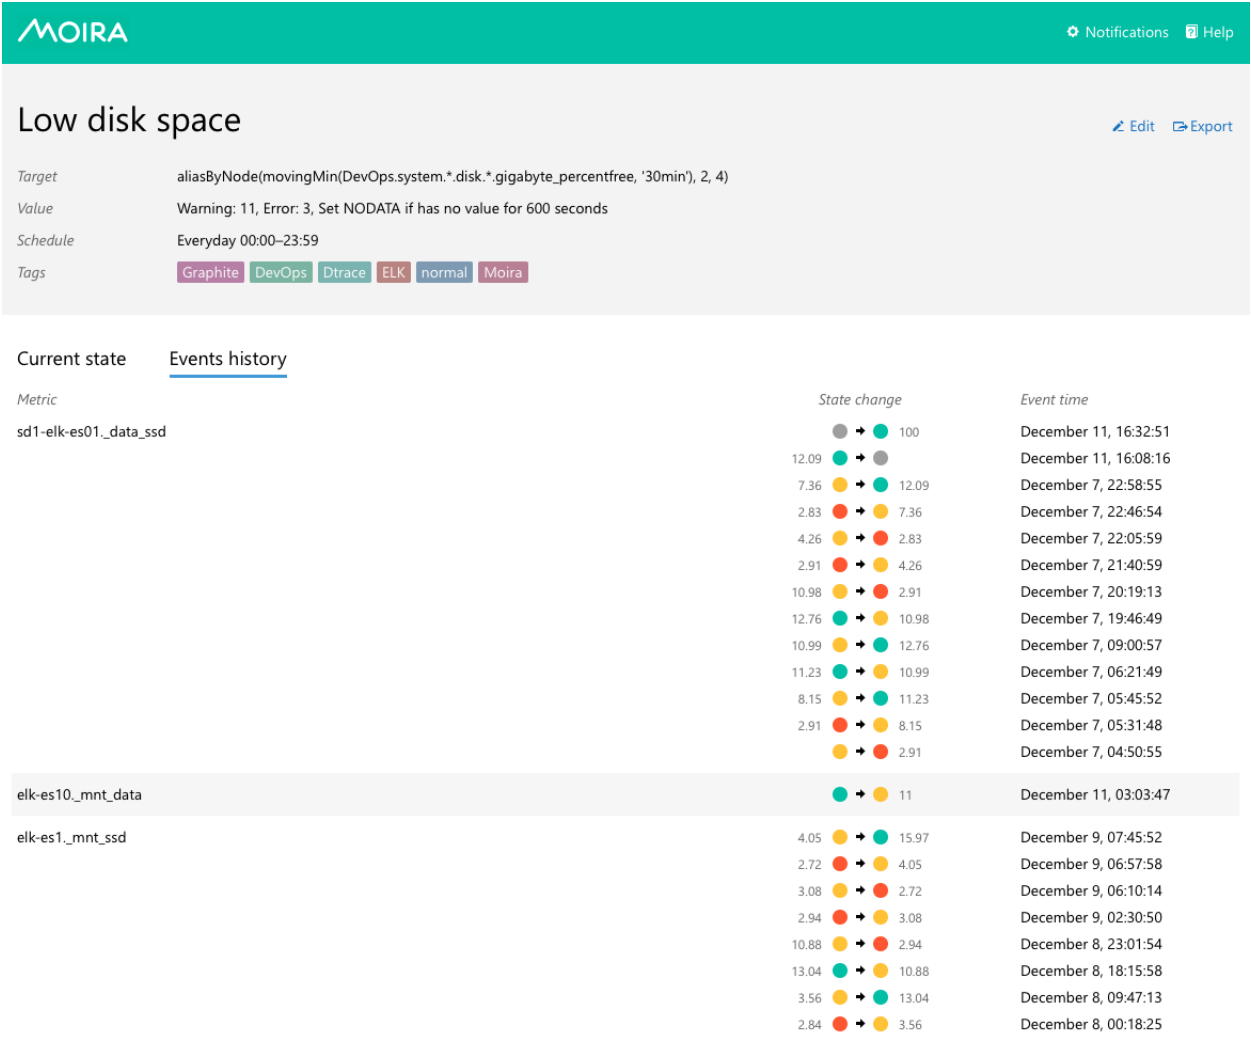 MOIRA Notifications Help
Low disk space Edit Export
Target aliasByNode(movingMin(DevOps.system.*.disk.*.gigabyte_percentfree, '30min'), 2, 4)
Value Warning: 11, Error: 3, Set NODATA if has no value for 600 seconds
Schedule Everyday 00:00–23:59
Tags Graphite DevOps Dtrace ELK normal Moira
Current state Events history
Metric State change Event time
sd1-elk-es01._data_ssd 100 December 11, 16:32:51
12.09 December 11, 16:08:16
7.36 12.09 December 7, 22:58:55
2.83 7.36 December 7, 22:46:54
4.26 2.83 December 7, 22:05:59
2.91 4.26 December 7, 21:40:59
10.98 2.91 December 7, 20:19:13
12.76 10.98 December 7, 19:46:49
10.99 12.76 December 7, 09:00:57
11.23 10.99 December 7, 06:21:49
8.15 11.23 December 7, 05:45:52
2.91 8.15 December 7, 05:31:48
2.91 December 7, 04:50:55
elk-es10._mnt_data 11 December 11, 03:03:47
elk-es1._mnt_ssd 4.05 15.97 December 9, 07:45:52
2.72 4.05 December 9, 06:57:58
3.08 2.72 December 9, 06:10:14
2.94 3.08 December 9, 02:30:50
10.88 2.94 December 8, 23:01:54
13.04 10.88 December 8, 18:15:58
3.56 13.04 December 8, 09:47:13
2.84 3.56 December 8, 00:18:25